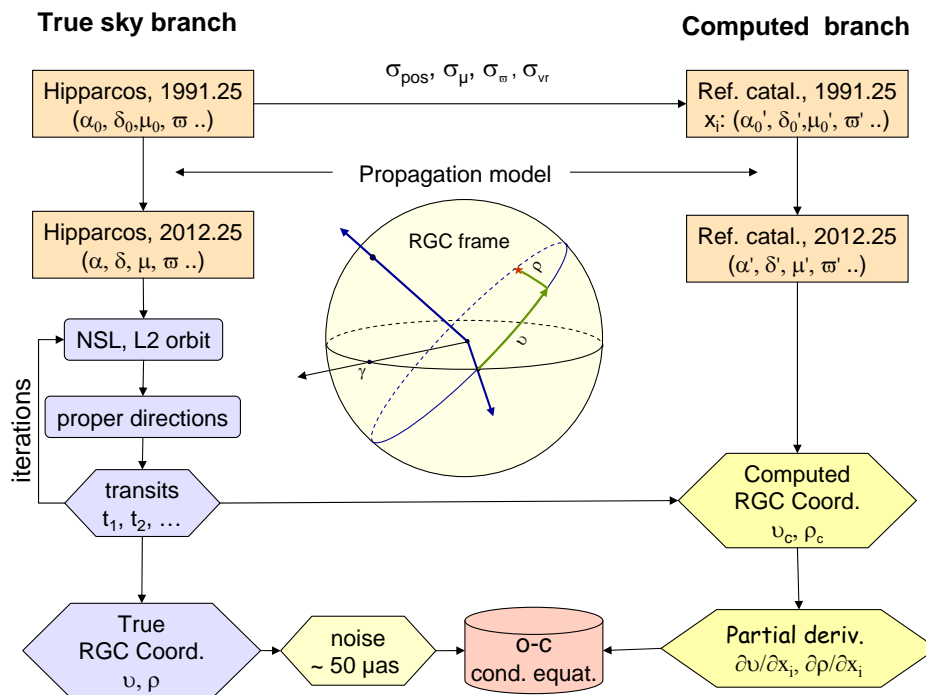 True sky branch
Computed branch
Hipparcos, 1991.25
(α₀, δ₀,μ₀, ϖ ..)
σpos, σμ, σϖ, σvr
Ref. catal., 1991.25
xᵢ: (α₀', δ₀',μ₀', ϖ' ..)
Propagation model
Hipparcos, 2012.25
(α, δ, μ, ϖ ..)
Ref. catal., 2012.25
(α', δ', μ', ϖ' ..)
RGC frame
ρ
υ
γ
NSL, L2 orbit
proper directions
iterations
transits
t₁, t₂, …
Computed
RGC Coord.
υc, ρc
True
RGC Coord.
υ, ρ
noise
~ 50 μas
o-c
cond. equat.
Partial deriv.
∂υ/∂xᵢ, ∂ρ/∂xᵢ